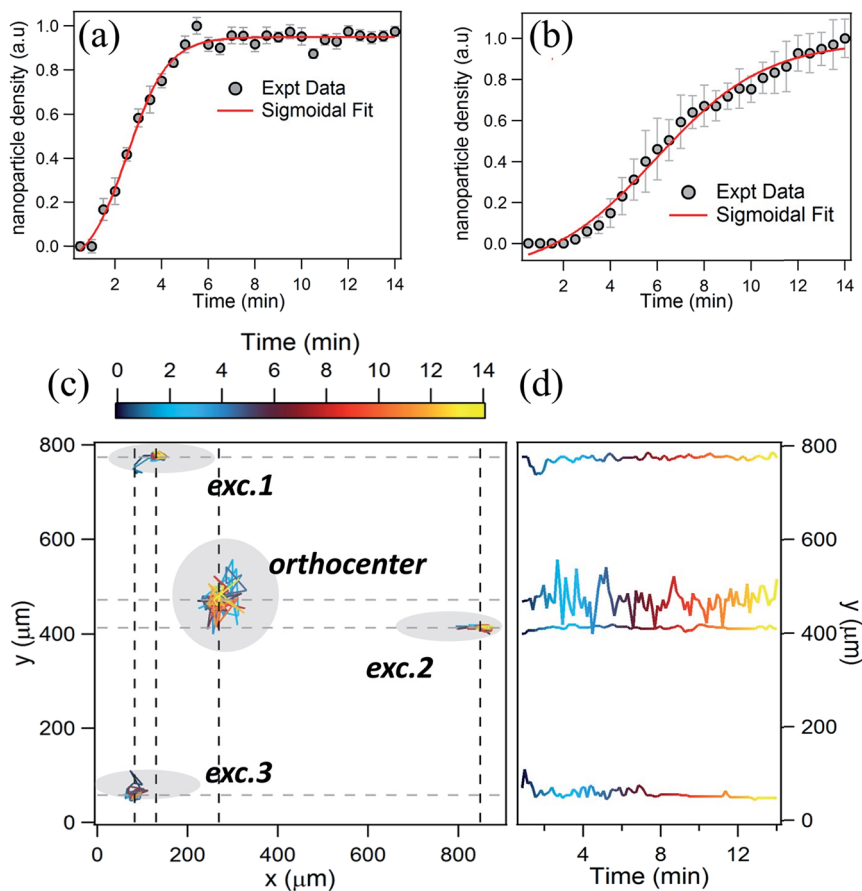 (a)
nanoparticle density (a.u)
1.0
0.8
0.6
0.4
0.2
0.0
Expt Data
Sigmoidal Fit
2 4 6 8 10 12 14
Time (min)
(b)
nanoparticle density (a.u)
1.0
0.8
0.6
0.4
0.2
0.0
Expt Data
Sigmoidal Fit
2 4 6 8 10 12 14
Time (min)
Time (min)
0 2 4 6 8 10 12 14
(c)
y (μm)
800
600
400
200
0
exc.1
orthocenter
exc.2
exc.3
0 200 400 600 800
x (μm)
(d)
800
600
400
200
0
y (μm)
4 8 12
Time (min)